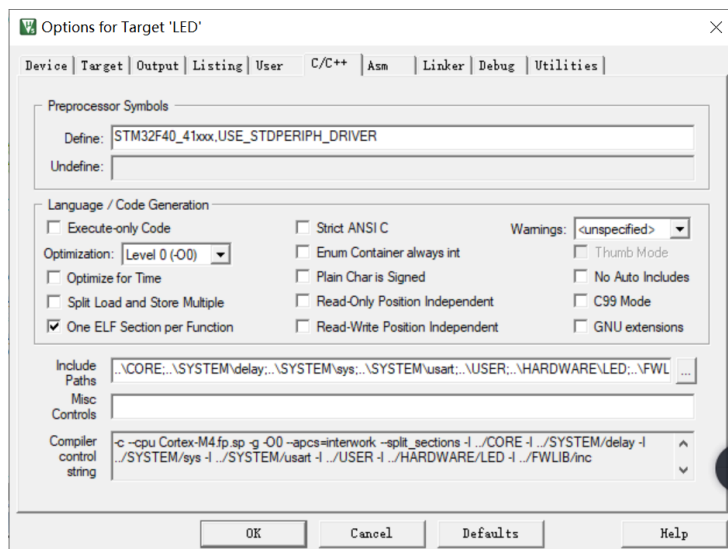 Options for Target 'LED'
Device Target Output Listing User C/C++ Asm Linker Debug Utilities
Preprocessor Symbols
Define: STM32F40_41xxx,USE_STDPERIPH_DRIVER
Undefine:
Language / Code Generation
Execute-only Code Strict ANSI C Warnings: <unspecified>
Optimization: Level 0 (-O0) Enum Container always int Thumb Mode
Optimize for Time Plain Char is Signed No Auto Includes
Split Load and Store Multiple Read-Only Position Independent C99 Mode
One ELF Section per Function Read-Write Position Independent GNU extensions
Include Paths ..\CORE;..\SYSTEM\delay;..\SYSTEM\sys;..\SYSTEM\usart;..\USER;..\HARDWARE\LED;..\FWL ...
Misc Controls
Compiler control string -c --cpu Cortex-M4.fp.sp -g -O0 --apcs=interwork --split_sections -I ../CORE -I ../SYSTEM/delay -I
../SYSTEM/sys -I ../SYSTEM/usart -I ../USER -I ../HARDWARE/LED -I ../FWLIB/inc
OK Cancel Defaults Help